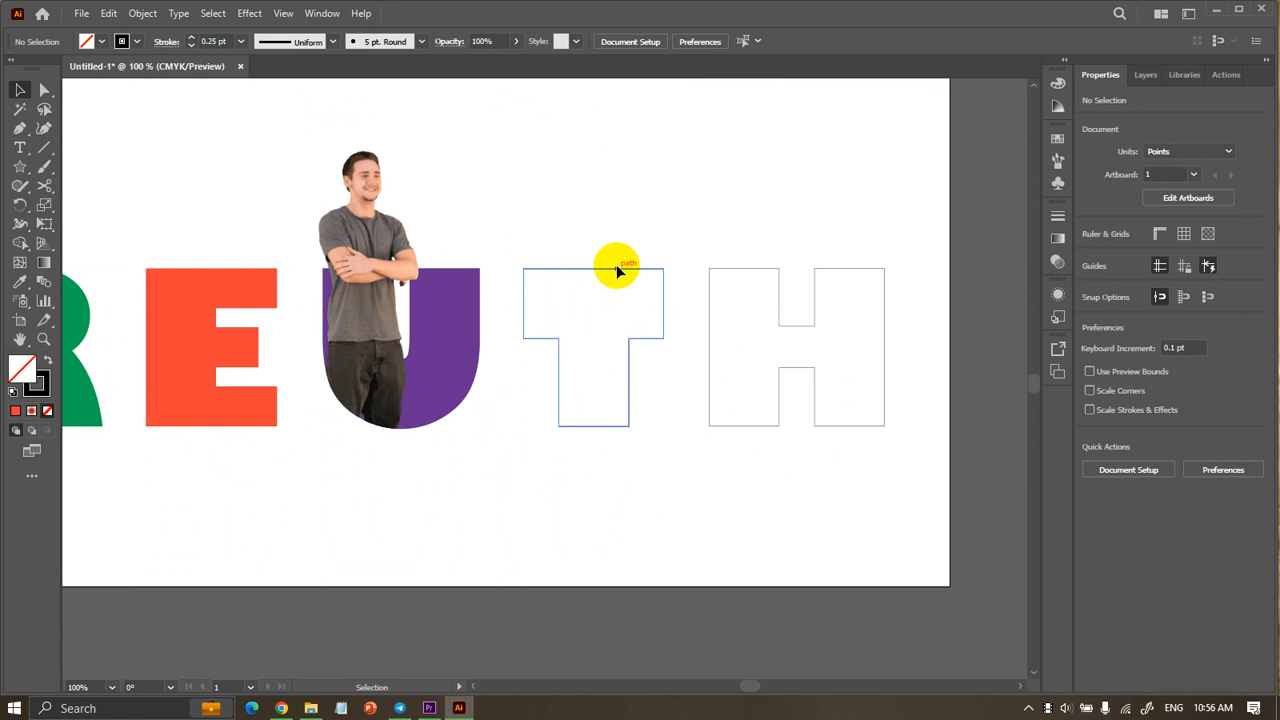 Ai File Edit Object Type Select Effect View Window Help
No Selection Stroke: 0.25 pt Uniform 5 pt. Round Opacity: 100% Style: Document Setup Preferences
Untitled-1* @ 100 % (CMYK/Preview) ×
Properties Layers Libraries Actions
No Selection
Document
Units: Points
Artboard: 1
Edit Artboards
Ruler & Grids
Guides
Snap Options
Preferences
Keyboard Increment: 0.1 pt
Use Preview Bounds
Scale Corners
Scale Strokes & Effects
Quick Actions
Document Setup Preferences
path
REUTH
100% 0° 1 Selection
Search Pr Ai ENG 10:56 AM